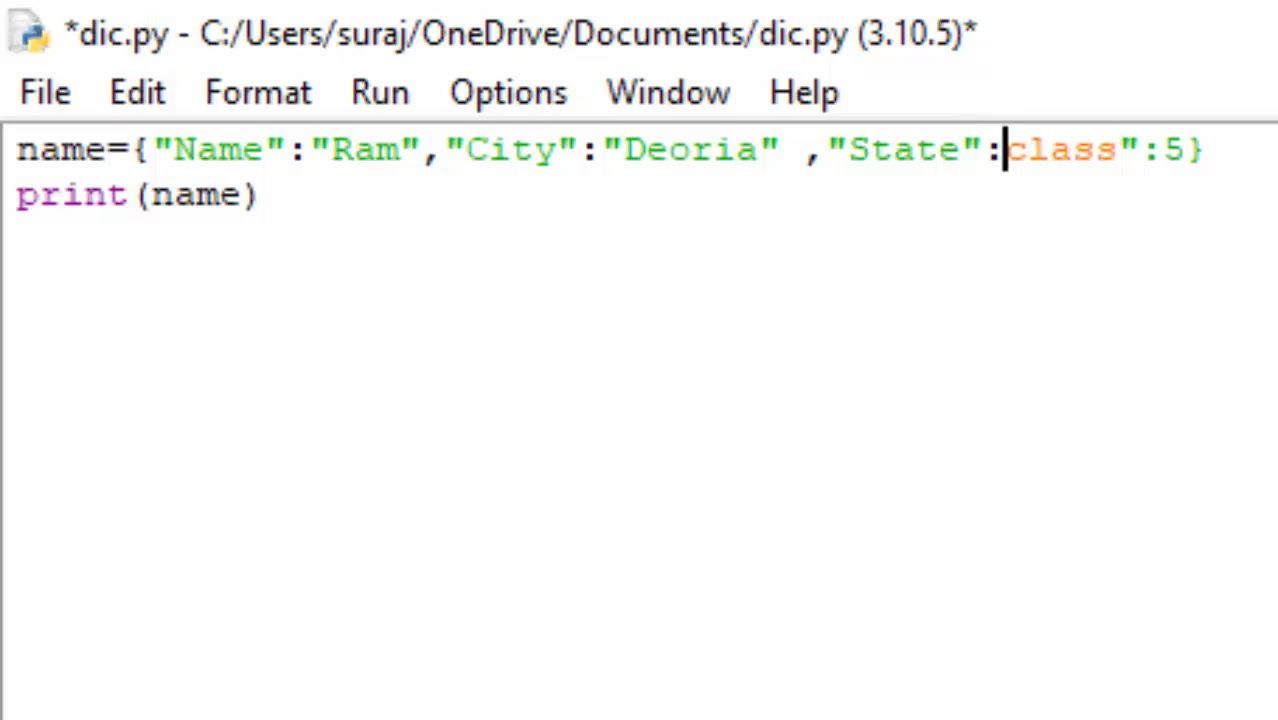 *dic.py - C:/Users/suraj/OneDrive/Documents/dic.py (3.10.5)*
File Edit Format Run Options Window Help
name={"Name":"Ram","City":"Deoria" ,"State":class":5}
print(name)